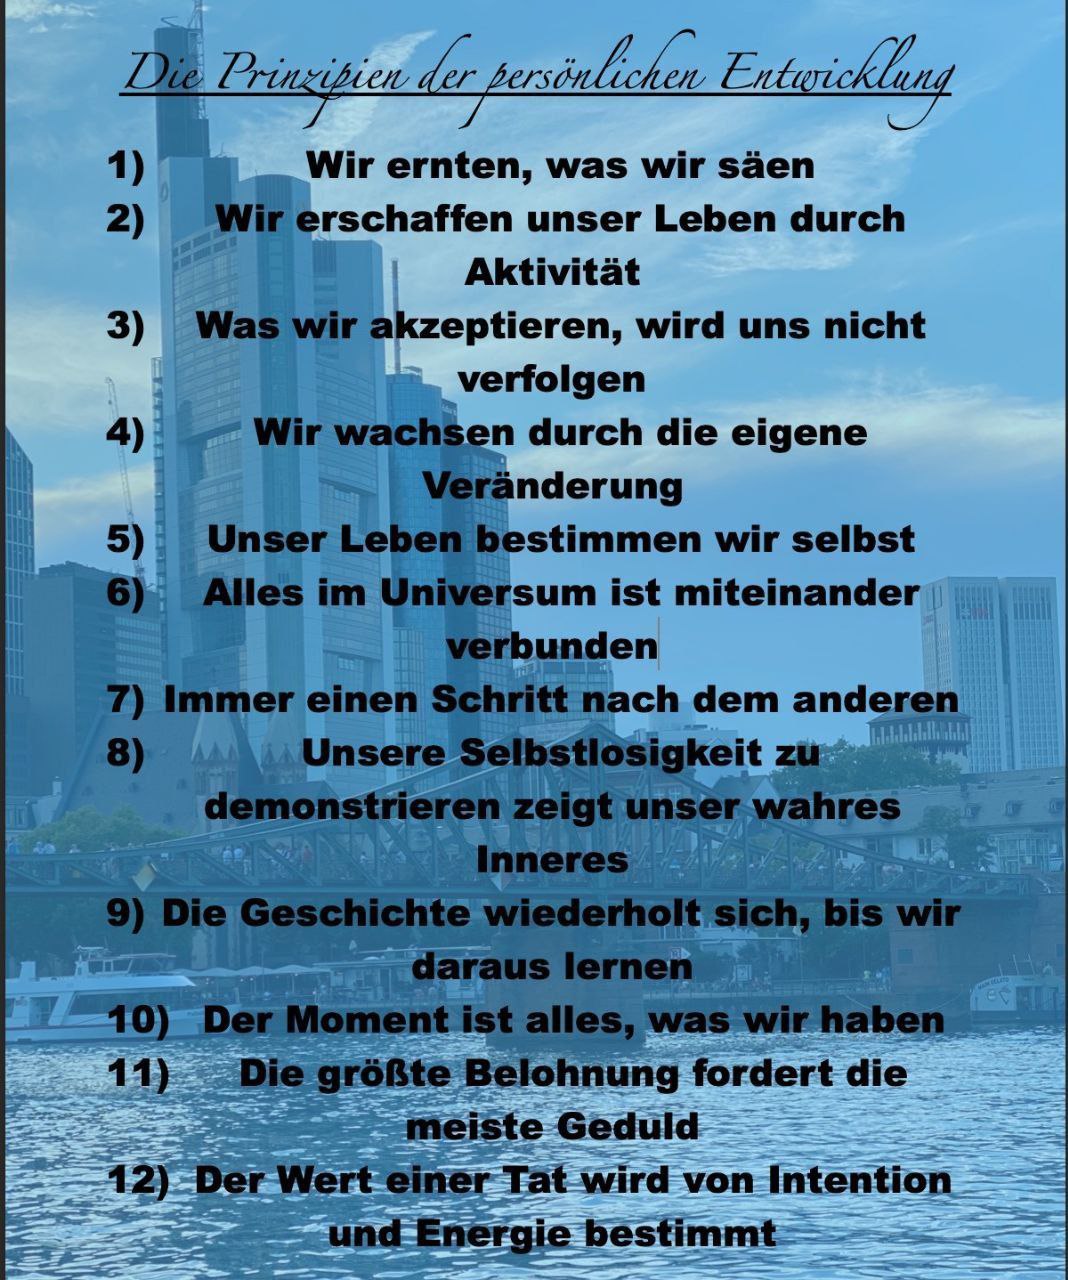 Die Prinzipien der persönlichen Entwicklung
1) Wir ernten, was wir säen
2) Wir erschaffen unser Leben durch
Aktivität
3) Was wir akzeptieren, wird uns nicht
verfolgen
4) Wir wachsen durch die eigene
Veränderung
5) Unser Leben bestimmen wir selbst
6) Alles im Universum ist miteinander
verbunden
7) Immer einen Schritt nach dem anderen
8) Unsere Selbstlosigkeit zu
demonstrieren zeigt unser wahres
Inneres
9) Die Geschichte wiederholt sich, bis wir
daraus lernen
10) Der Moment ist alles, was wir haben
11) Die größte Belohnung fordert die
meiste Geduld
12) Der Wert einer Tat wird von Intention
und Energie bestimmt